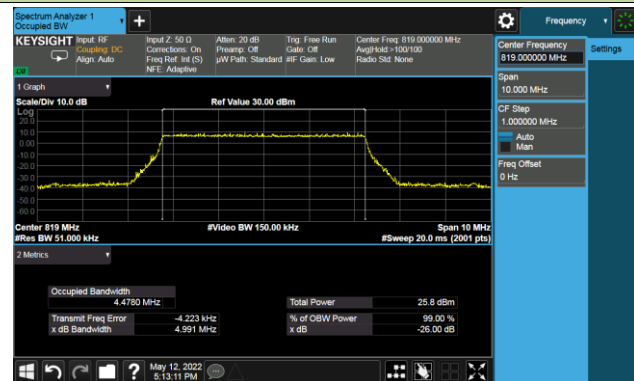 Spectrum Analyzer 1
Occupied BW
+
Frequency
KEYSIGHT
Input: RF
Coupling: DC
Align: Auto
Input Z: 50 Ω
Corrections: On
Freq Ref: Int (S)
NFE: Adaptive
Atten: 20 dB
Preamp: Off
µW Path: Standard
Trig: Free Run
Gate: Off
#IF Gain: Low
Center Freq: 819.000000 MHz
Avg|Hold:>100/100
Radio Std: None
Center Frequency
819.000000 MHz
Settings
Span
10.000 MHz
CF Step
1.000000 MHz
Auto
Man
Freq Offset
0 Hz
1 Graph
Scale/Div 10.0 dB
Ref Value 30.00 dBm
Log
20.0
10.0
0.00
-10.0
-20.0
-30.0
-40.0
-50.0
-60.0
Center 819 MHz
#Video BW 150.00 kHz
Span 10 MHz
#Res BW 51.000 kHz
#Sweep 20.0 ms (2001 pts)
2 Metrics
Occupied Bandwidth
4.4780 MHz
Total Power 25.8 dBm
Transmit Freq Error -4.223 kHz
% of OBW Power 99.00 %
x dB Bandwidth 4.991 MHz
x dB -26.00 dB
?
May 12, 2022
5:13:11 PM